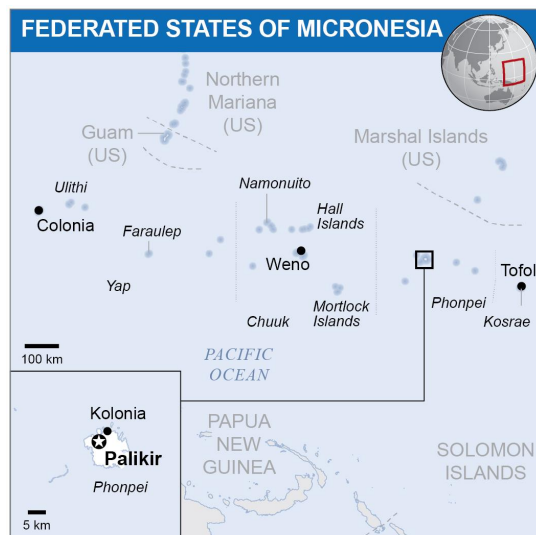 FEDERATED STATES OF MICRONESIA
Northern
Mariana
(US)
Guam
(US)
Marshal Islands
(US)
Ulithi
Colonia
Namonuito
Hall
Islands
Faraulep
Weno
Tofol
Yap
Chuuk
Mortlock
Islands
Phonpei
Kosrae
100 km
PACIFIC
OCEAN
Kolonia
Palikir
Phonpei
5 km
PAPUA
NEW
GUINEA
SOLOMON
ISLANDS